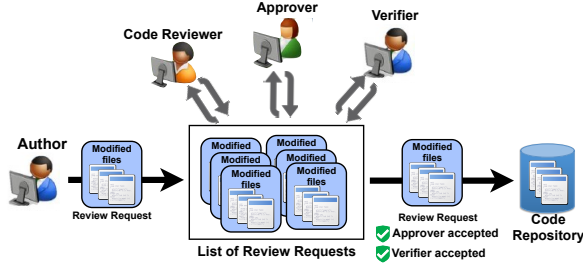 Approver
Verifier
Code Reviewer
Author
Modified
files
Review Request
Modified
Modified
Modified
Modified
Modified
files
Modified
files
List of Review Requests
Modified
files
Review Request
Approver accepted
Verifier accepted
Code
Repository